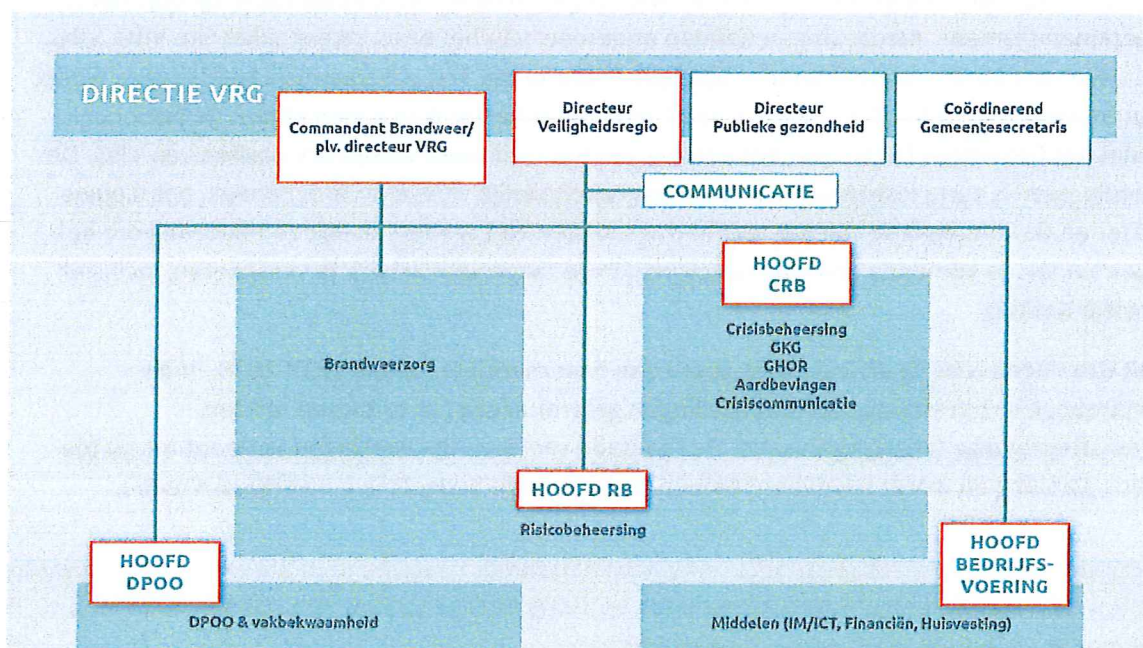 DIRECTIE VRG
Commandant Brandweer/
plv. directeur VRG
Directeur
Veiligheidsregio
Directeur
Publieke gezondheid
Coördinerend
Gemeentesecretaris
COMMUNICATIE
HOOFD
CRB
Crisisbeheersing
GKG
GHOR
Aardbevingen
Crisiscommunicatie
Brandweerzorg
HOOFD RB
Risicobeheersing
HOOFD
DPOO
HOOFD
BEDRIJFS-
VOERING
DPOO & vakbekwaamheid
Middelen (IM/ICT, Financiën, Huisvesting)